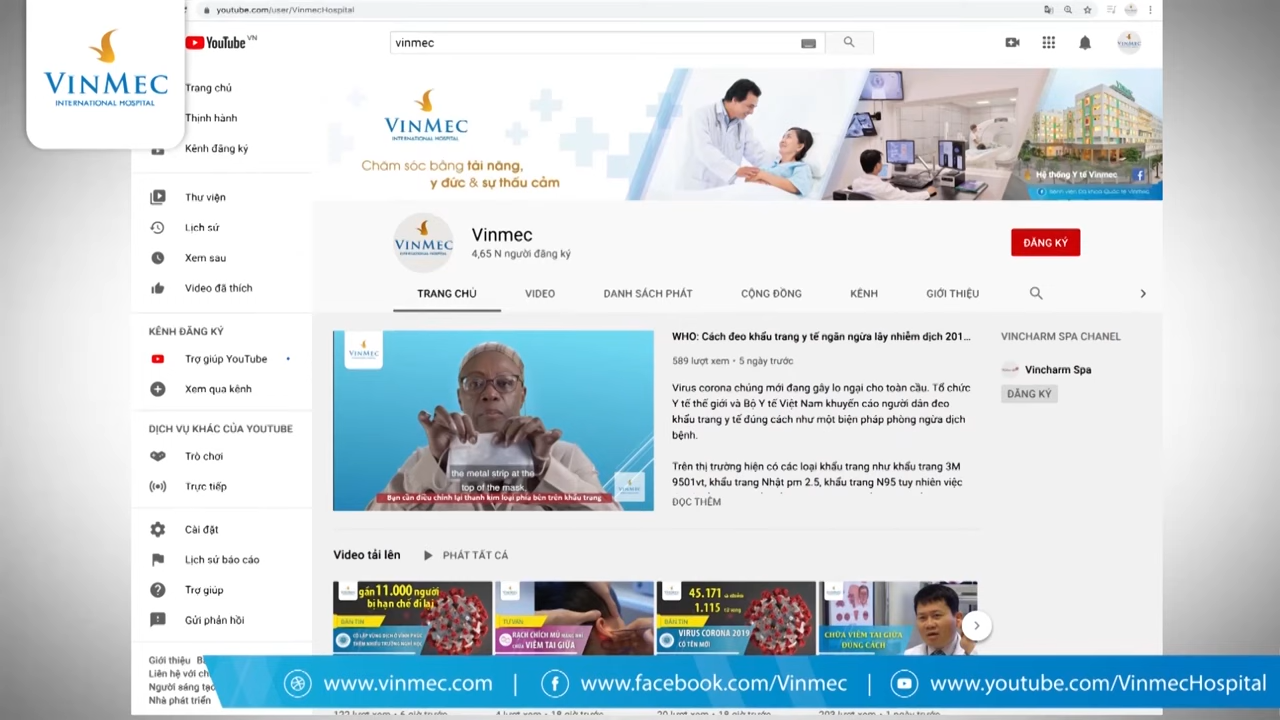 VINMEC
INTERNATIONAL HOSPITAL
youtube.com/user/VinmecHospital
YouTube VN
vinmec
Trang chủ
Thịnh hành
Kênh đăng ký
Thư viện
Lịch sử
Xem sau
Video đã thích
KÊNH ĐĂNG KÝ
Trợ giúp YouTube
Xem qua kênh
DỊCH VỤ KHÁC CỦA YOUTUBE
Trò chơi
Trực tiếp
Cài đặt
Lịch sử báo cáo
Trợ giúp
Gửi phản hồi
Giới thiệu
Liên hệ với
Người sáng tạo
Nhà phát triển
VINMEC
INTERNATIONAL HOSPITAL
Chăm sóc bằng tài năng,
y đức & sự thấu cảm
Hệ thống Y tế Vinmec
VINMEC
Vinmec
4,65 N người đăng ký
ĐĂNG KÝ
TRANG CHỦ
VIDEO
DANH SÁCH PHÁT
CỘNG ĐỒNG
KÊNH
GIỚI THIỆU
VINMEC
the metal strip at the
top of the mask
Bạn cần điều chỉnh lại thanh kim loại phía bên trên khẩu trang
WHO: Cách đeo khẩu trang y tế ngăn ngừa lây nhiễm dịch 201...
589 lượt xem • 5 ngày trước
Virus corona chủng mới đang gây lo ngại cho toàn cầu. Tổ chức
Y tế thế giới và Bộ Y tế Việt Nam khuyến cáo người dân đeo
khẩu trang y tế đúng cách như một biện pháp phòng ngừa dịch
bệnh.
Trên thị trường hiện có các loại khẩu trang như khẩu trang 3M
9501vt, khẩu trang Nhật pm 2.5, khẩu trang N95 tuy nhiên việc
ĐỌC THÊM
VINCHARM SPA CHANEL
Vincharm Spa
ĐĂNG KÝ
Video tải lên
PHÁT TẤT CẢ
gần 11.000 người
bị hạn chế đi lại
BẢN TIN
CÔ LẬP VÙNG DỊCH Ở VĨNH PHÚC
THÊM NHIỀU TRƯỜNG NGHỈ HỌC
TƯ VẤN
RẠCH CHÍCH MỦ MÀNG NHĨ
CHỮA VIÊM TAI GIỮA
45.171
1.115
BẢN TIN
VIRUS CORONA 2019
CÓ TÊN MỚI
CHỮA VIÊM TAI GIỮA
ĐÚNG CÁCH
www.vinmec.com | www.facebook.com/Vinmec | www.youtube.com/VinmecHospital